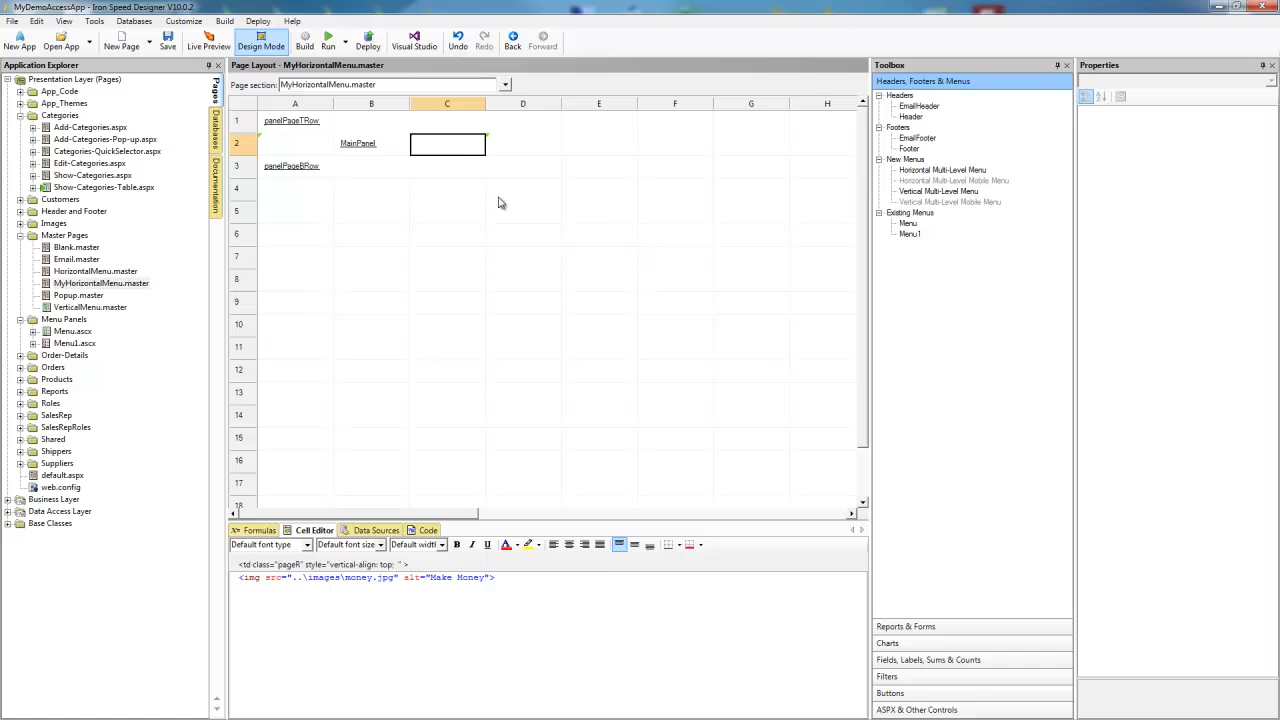 MyDemoAccessApp - Iron Speed Designer V10.0.2
File Edit View Tools Databases Customize Build Deploy Help
New App Open App New Page Save Live Preview Design Mode Build Run Deploy Visual Studio Undo Redo Back Forward
Application Explorer
Presentation Layer (Pages)
App_Code
App_Themes
Categories
Add-Categories.aspx
Add-Categories-Pop-up.aspx
Categories-QuickSelector.aspx
Edit-Categories.aspx
Show-Categories.aspx
Show-Categories-Table.aspx
Customers
Header and Footer
Images
Master Pages
Blank.master
Email.master
HorizontalMenu.master
MyHorizontalMenu.master
Popup.master
VerticalMenu.master
Menu Panels
Menu.ascx
Menu1.ascx
Order-Details
Orders
Products
Reports
Roles
SalesRep
SalesRepRoles
Shared
Shippers
Suppliers
default.aspx
web.config
Business Layer
Data Access Layer
Base Classes
Pages
Databases
Documentation
Page Layout - MyHorizontalMenu.master
Page section: MyHorizontalMenu.master
A B C D E F G H
1 panelPageTRow
2 MainPanel
3 panelPageBRow
4
5
6
7
8
9
10
11
12
13
14
15
16
17
18
Formulas Cell Editor Data Sources Code
Default font type Default font size Default width B I U A
<td class="pageR" style="vertical-align: top; " >
<img src="..\images\money.jpg" alt="Make Money">
Toolbox
Headers, Footers & Menus
Headers
EmailHeader
Header
Footers
EmailFooter
Footer
New Menus
Horizontal Multi-Level Menu
Horizontal Multi-Level Mobile Menu
Vertical Multi-Level Menu
Vertical Multi-Level Mobile Menu
Existing Menus
Menu
Menu1
Reports & Forms
Charts
Fields, Labels, Sums & Counts
Filters
Buttons
ASPX & Other Controls
Properties